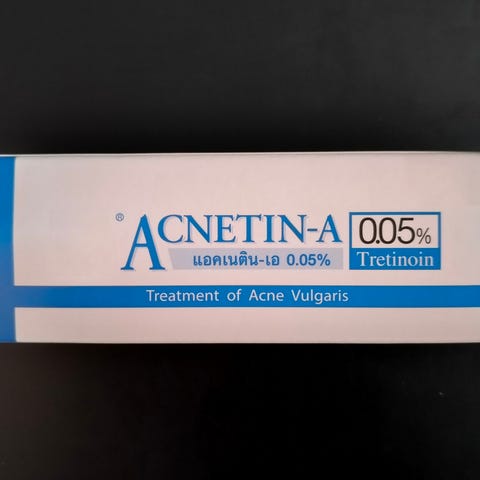 ® ACNETIN-A 0.05%
แอคเนติน-เอ 0.05% Tretinoin
Treatment of Acne Vulgaris